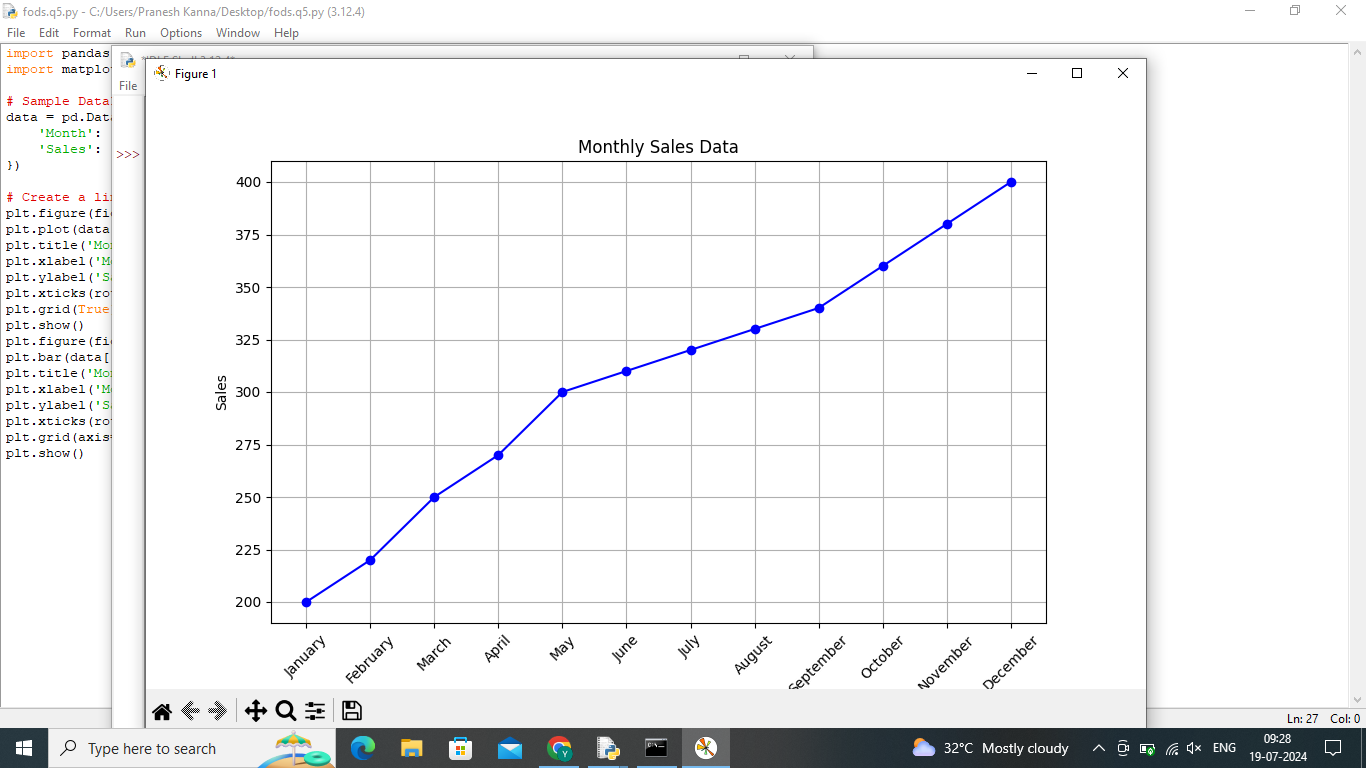 fods.q5.py - C:/Users/Pranesh Kanna/Desktop/fods.q5.py (3.12.4)
File Edit Format Run Options Window Help
import pandas
import matplo
# Sample Data
data = pd.Dat
'Month':
'Sales':
})
# Create a li
plt.figure(fi
plt.plot(data
plt.title('Mo
plt.xlabel('M
plt.ylabel('S
plt.xticks(ro
plt.grid(True
plt.show()
plt.figure(fi
plt.bar(data[
plt.title('Mo
plt.xlabel('M
plt.ylabel('S
plt.xticks(ro
plt.grid(axis
plt.show()
File
>>>
Figure 1
Monthly Sales Data
400
375
350
325
300
275
250
225
200
Sales
January
February
March
April
May
June
July
August
September
October
November
December
Ln: 27 Col: 0
Type here to search
32°C Mostly cloudy
ENG
09:28
19-07-2024